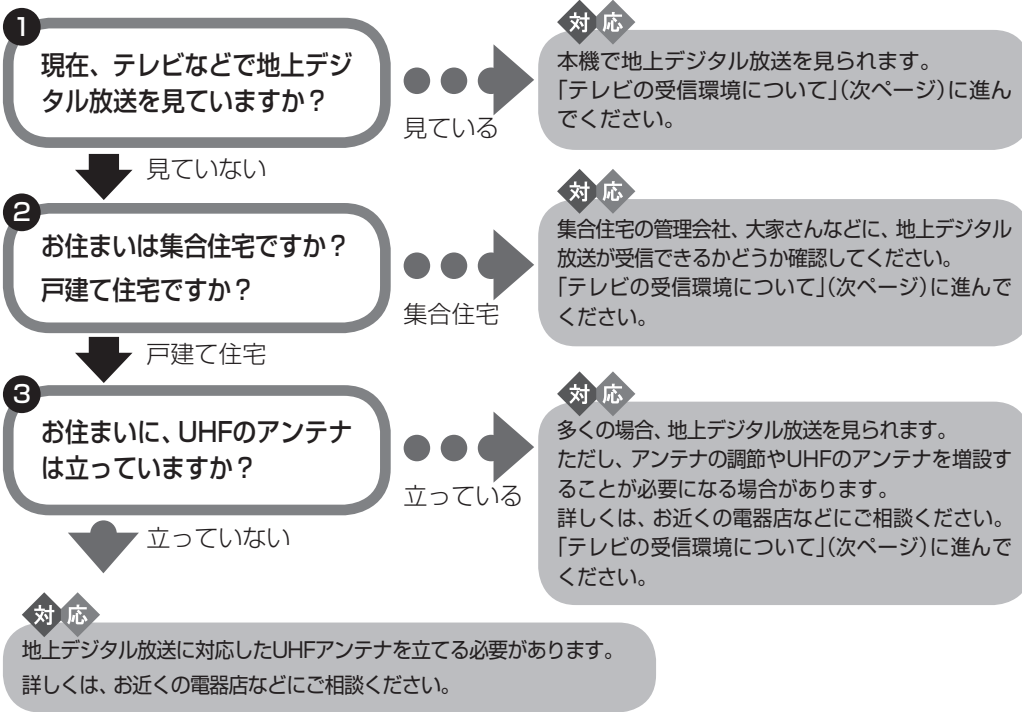 1
現在、テレビなどで地上デジ
タル放送を見ていますか？
見ている
対応
本機で地上デジタル放送を見られます。
「テレビの受信環境について」(次ページ)に進ん
でください。
見ていない
2
お住まいは集合住宅ですか？
戸建て住宅ですか？
集合住宅
対応
集合住宅の管理会社、大家さんなどに、地上デジタル
放送が受信できるかどうか確認してください。
「テレビの受信環境について」(次ページ)に進んで
ください。
戸建て住宅
3
お住まいに、UHFのアンテナ
は立っていますか？
立っている
対応
多くの場合、地上デジタル放送を見られます。
ただし、アンテナの調節やUHFのアンテナを増設す
ることが必要になる場合があります。
詳しくは、お近くの電器店などにご相談ください。
「テレビの受信環境について」(次ページ)に進んで
ください。
立っていない
対応
地上デジタル放送に対応したUHFアンテナを立てる必要があります。
詳しくは、お近くの電器店などにご相談ください。